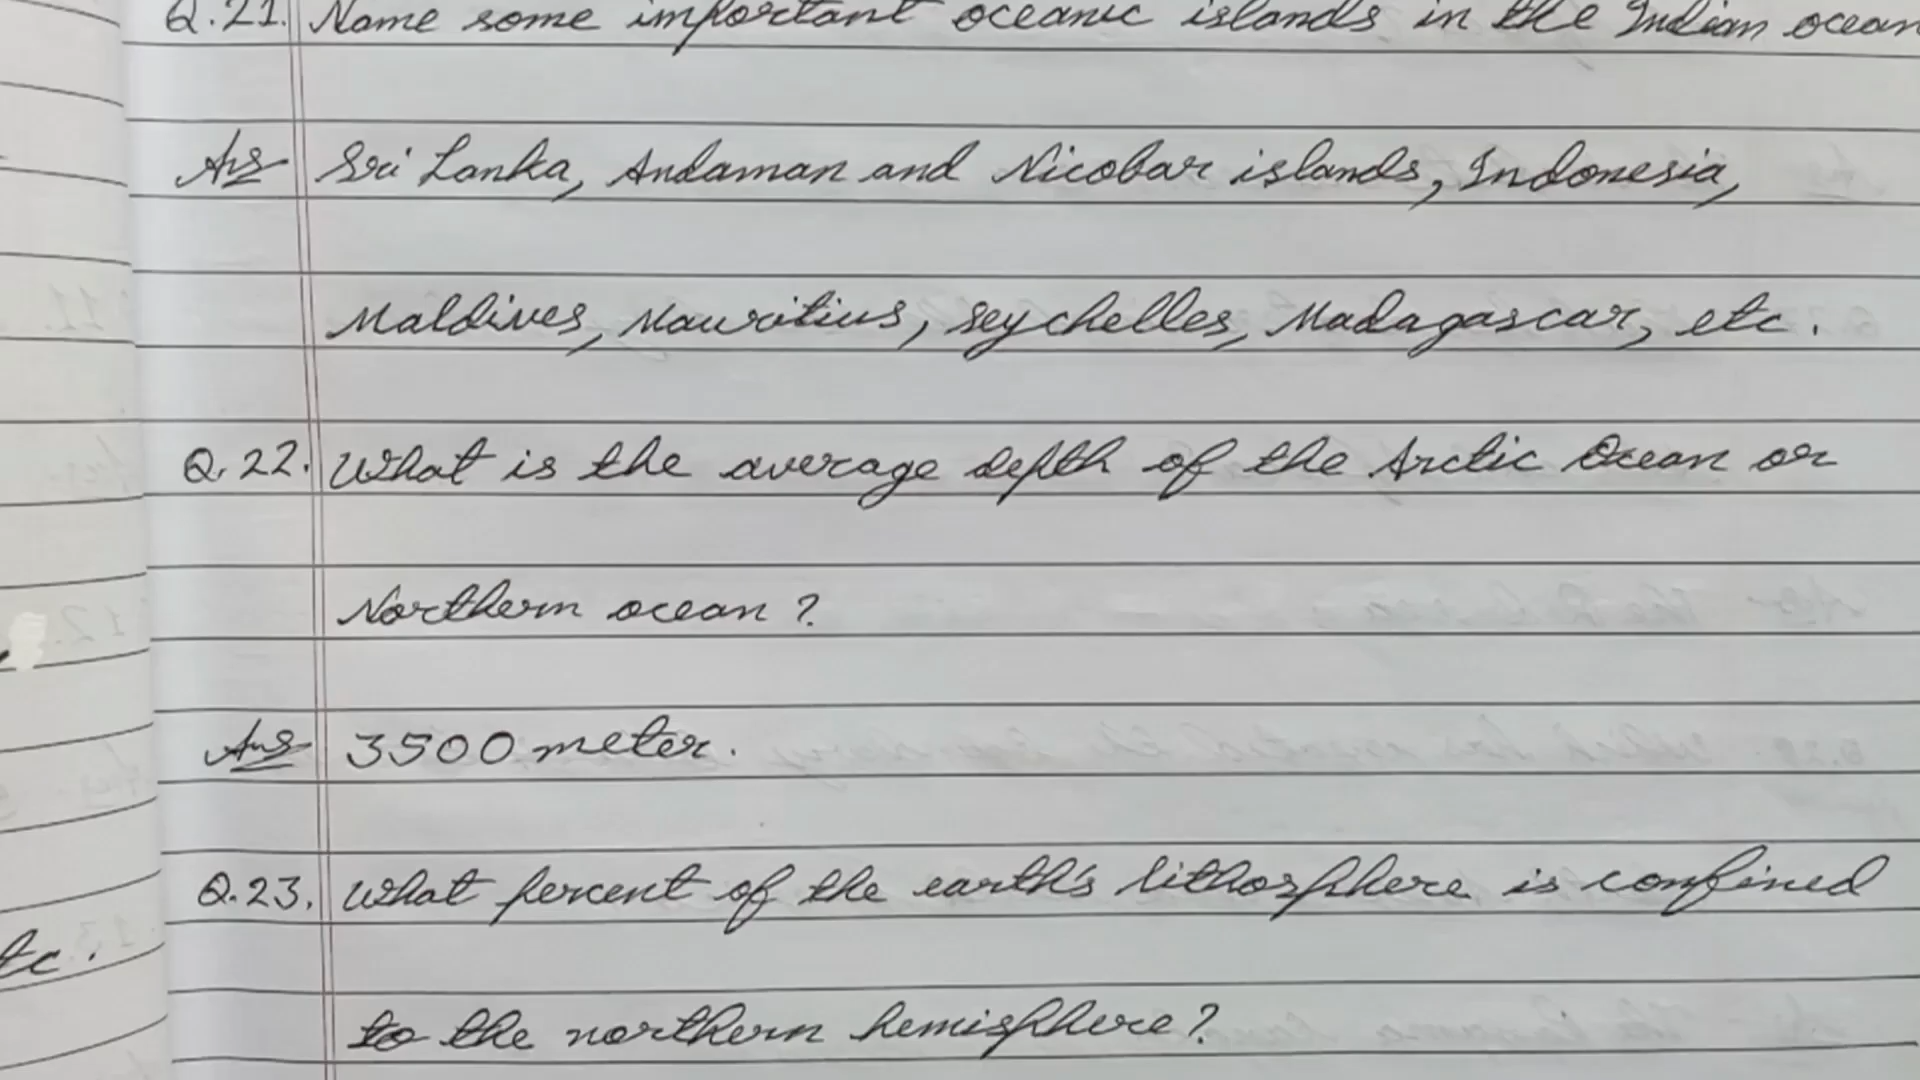 Q.21. Name some important oceanic islands in the Indian ocean
Ans Sri Lanka, Andaman and Nicobar islands, Indonesia,
Maldives, Mauritius, Seychelles, Madagascar, etc.
Q.22. What is the average depth of the Arctic Ocean or
Northern ocean?
Ans 3500 meter.
Q.23. What percent of the earth's lithosphere is confined
tc.
to the northern hemisphere?